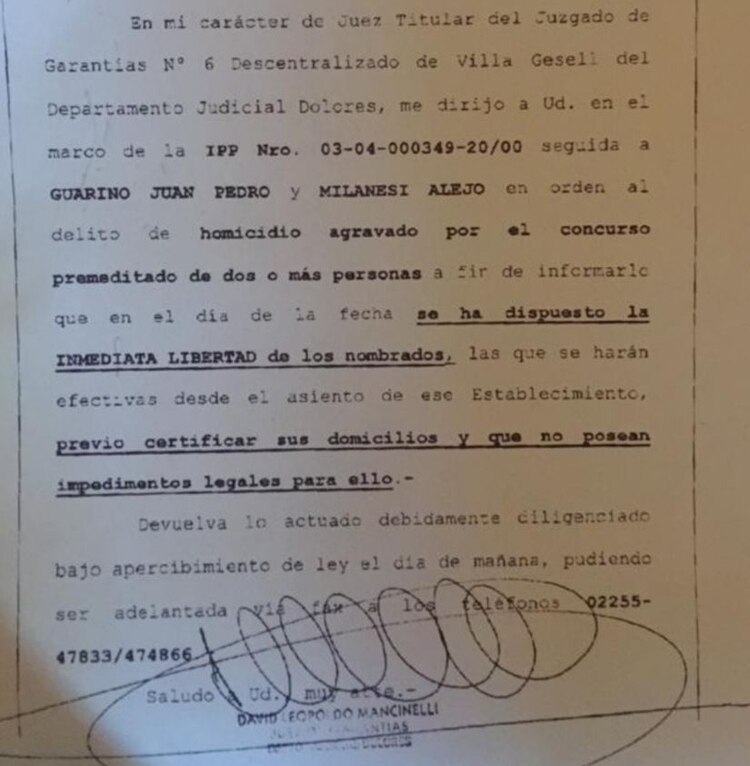 En mi carácter de Juez Titular del Juzgado de
Garantías Nº 6 Descentralizado de Villa Gesell del
Departamento Judicial Dolores, me dirijo a Ud. en el
marco de la IPP Nro. 03-04-000349-20/00 seguida a
GUARINO JUAN PEDRO y MILANESI ALEJO en orden al
delito de homicidio agravado por el concurso
premeditado de dos o más personas a fin de informarle
que en el día de la fecha se ha dispuesto la
INMEDIATA LIBERTAD de los nombrados, las que se harán
efectivas desde el asiento de ese Establecimiento,
previo certificar sus domicilios y que no posean
impedimentos legales para ello.-
Devuelva lo actuado debidamente diligenciado
bajo apercibimiento de ley el día de mañana, pudiendo
ser adelantada vía fax a los teléfonos 02255-
47833/474866.
Saludo a Ud. muy atte.-
DAVID LEOPOLDO MANCINELLI